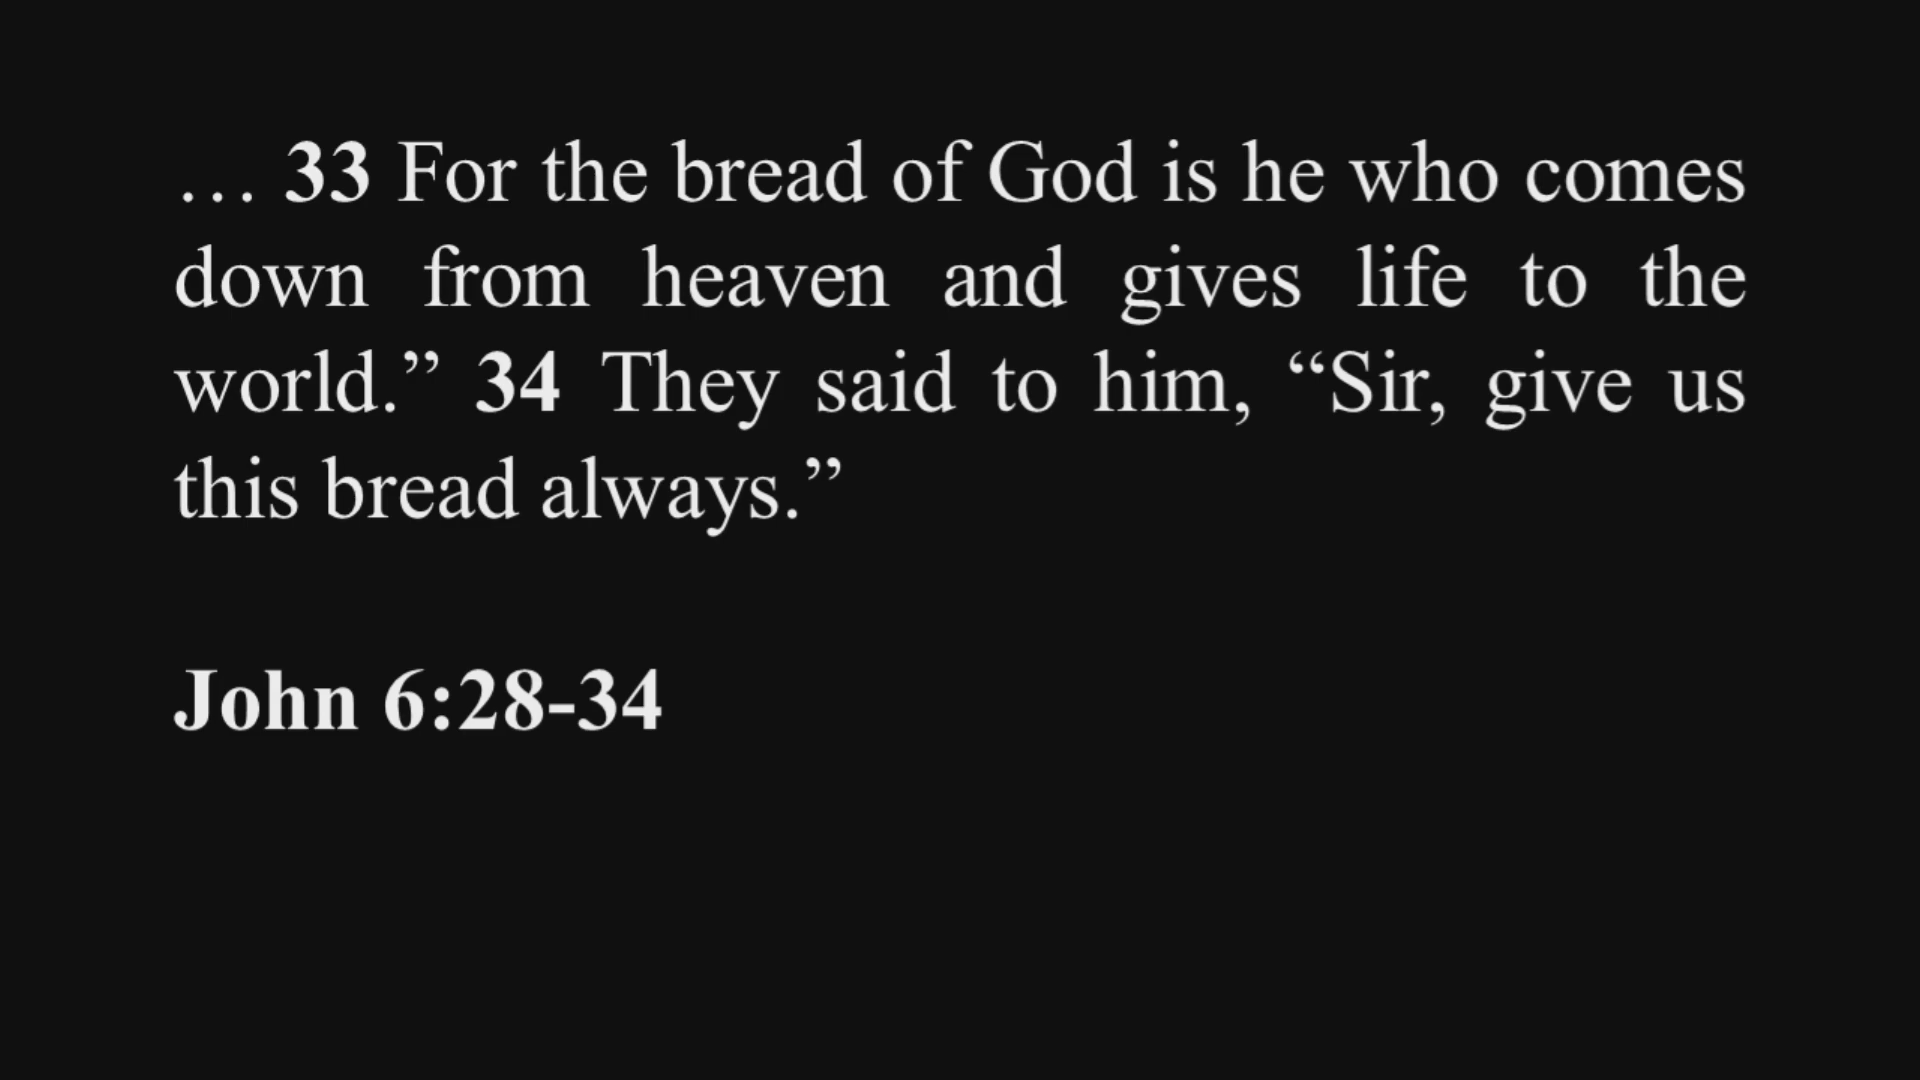 … 33 For the bread of God is he who comes
down from heaven and gives life to the
world.” 34 They said to him, “Sir, give us
this bread always.”
John 6:28-34